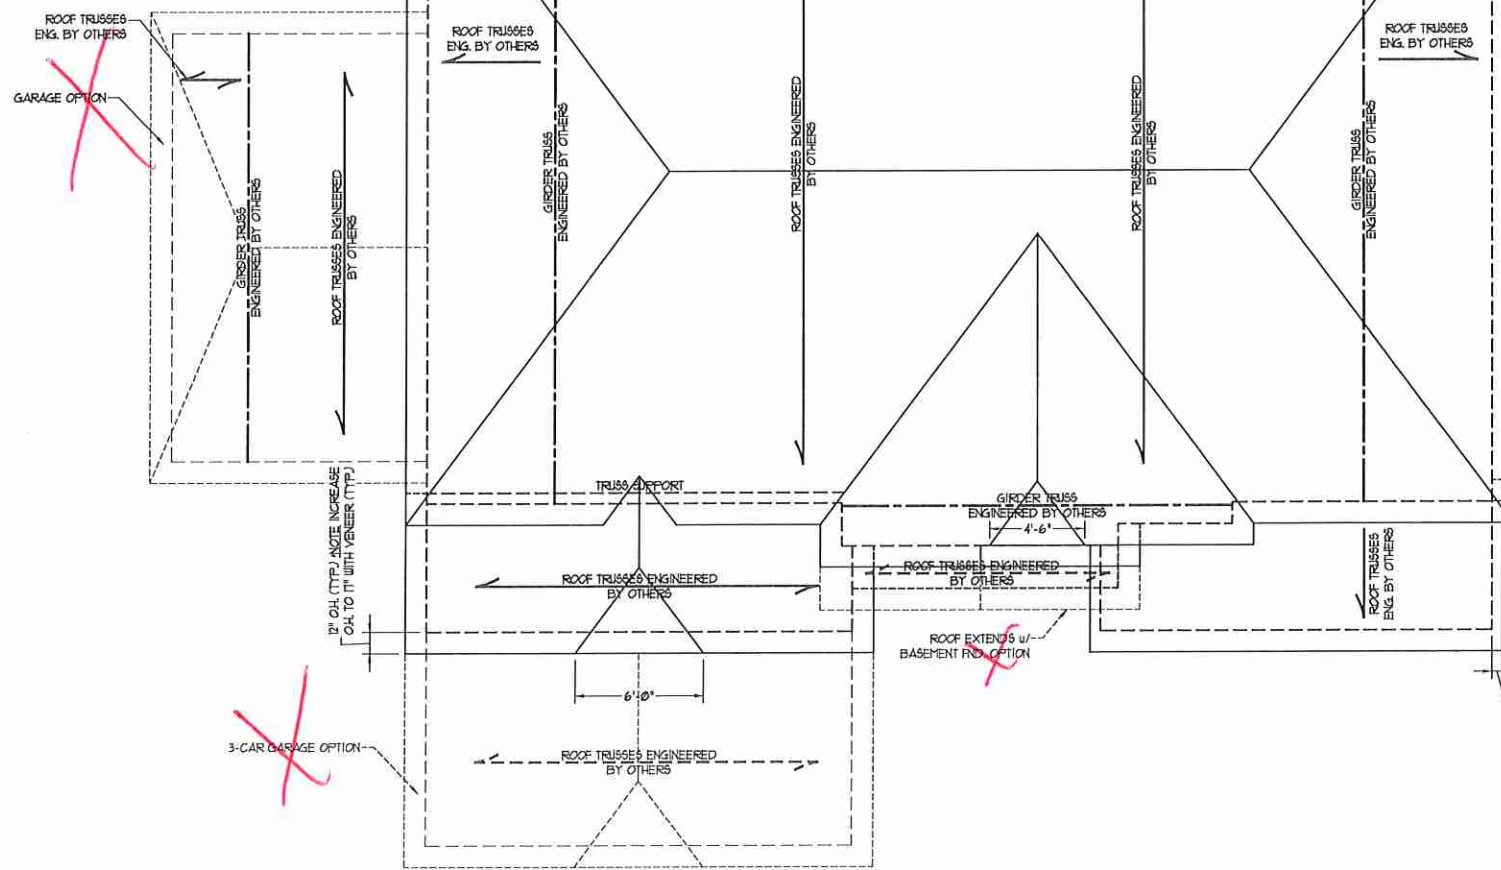 ROOF TRUSSES
ENG. BY OTHERS
GARAGE OPTION
GIRDER TRUSS
ENGINEERED BY OTHERS
ROOF TRUSSES ENGINEERED
BY OTHERS
ROOF TRUSSES
ENG. BY OTHERS
GIRDER TRUSS
ENGINEERED BY OTHERS
ROOF TRUSSES ENGINEERED
BY OTHERS
ROOF TRUSSES ENGINEERED
BY OTHERS
GIRDER TRUSS
ENGINEERED BY OTHERS
ROOF TRUSSES
ENG. BY OTHERS
12" O.H. (TYP.) NOTE: INCREASE
O.H. TO 17" WITH VENEER (TYP.)
TRUSS SUPPORT
GIRDER TRUSS
ENGINEERED BY OTHERS
4'-6"
ROOF TRUSSES ENGINEERED
BY OTHERS
ROOF TRUSSES ENGINEERED
BY OTHERS
ROOF TRUSSES
ENG. BY OTHERS
ROOF EXTENDS w/
BASEMENT FND. OPTION
6'-0"
3-CAR GARAGE OPTION
ROOF TRUSSES ENGINEERED
BY OTHERS